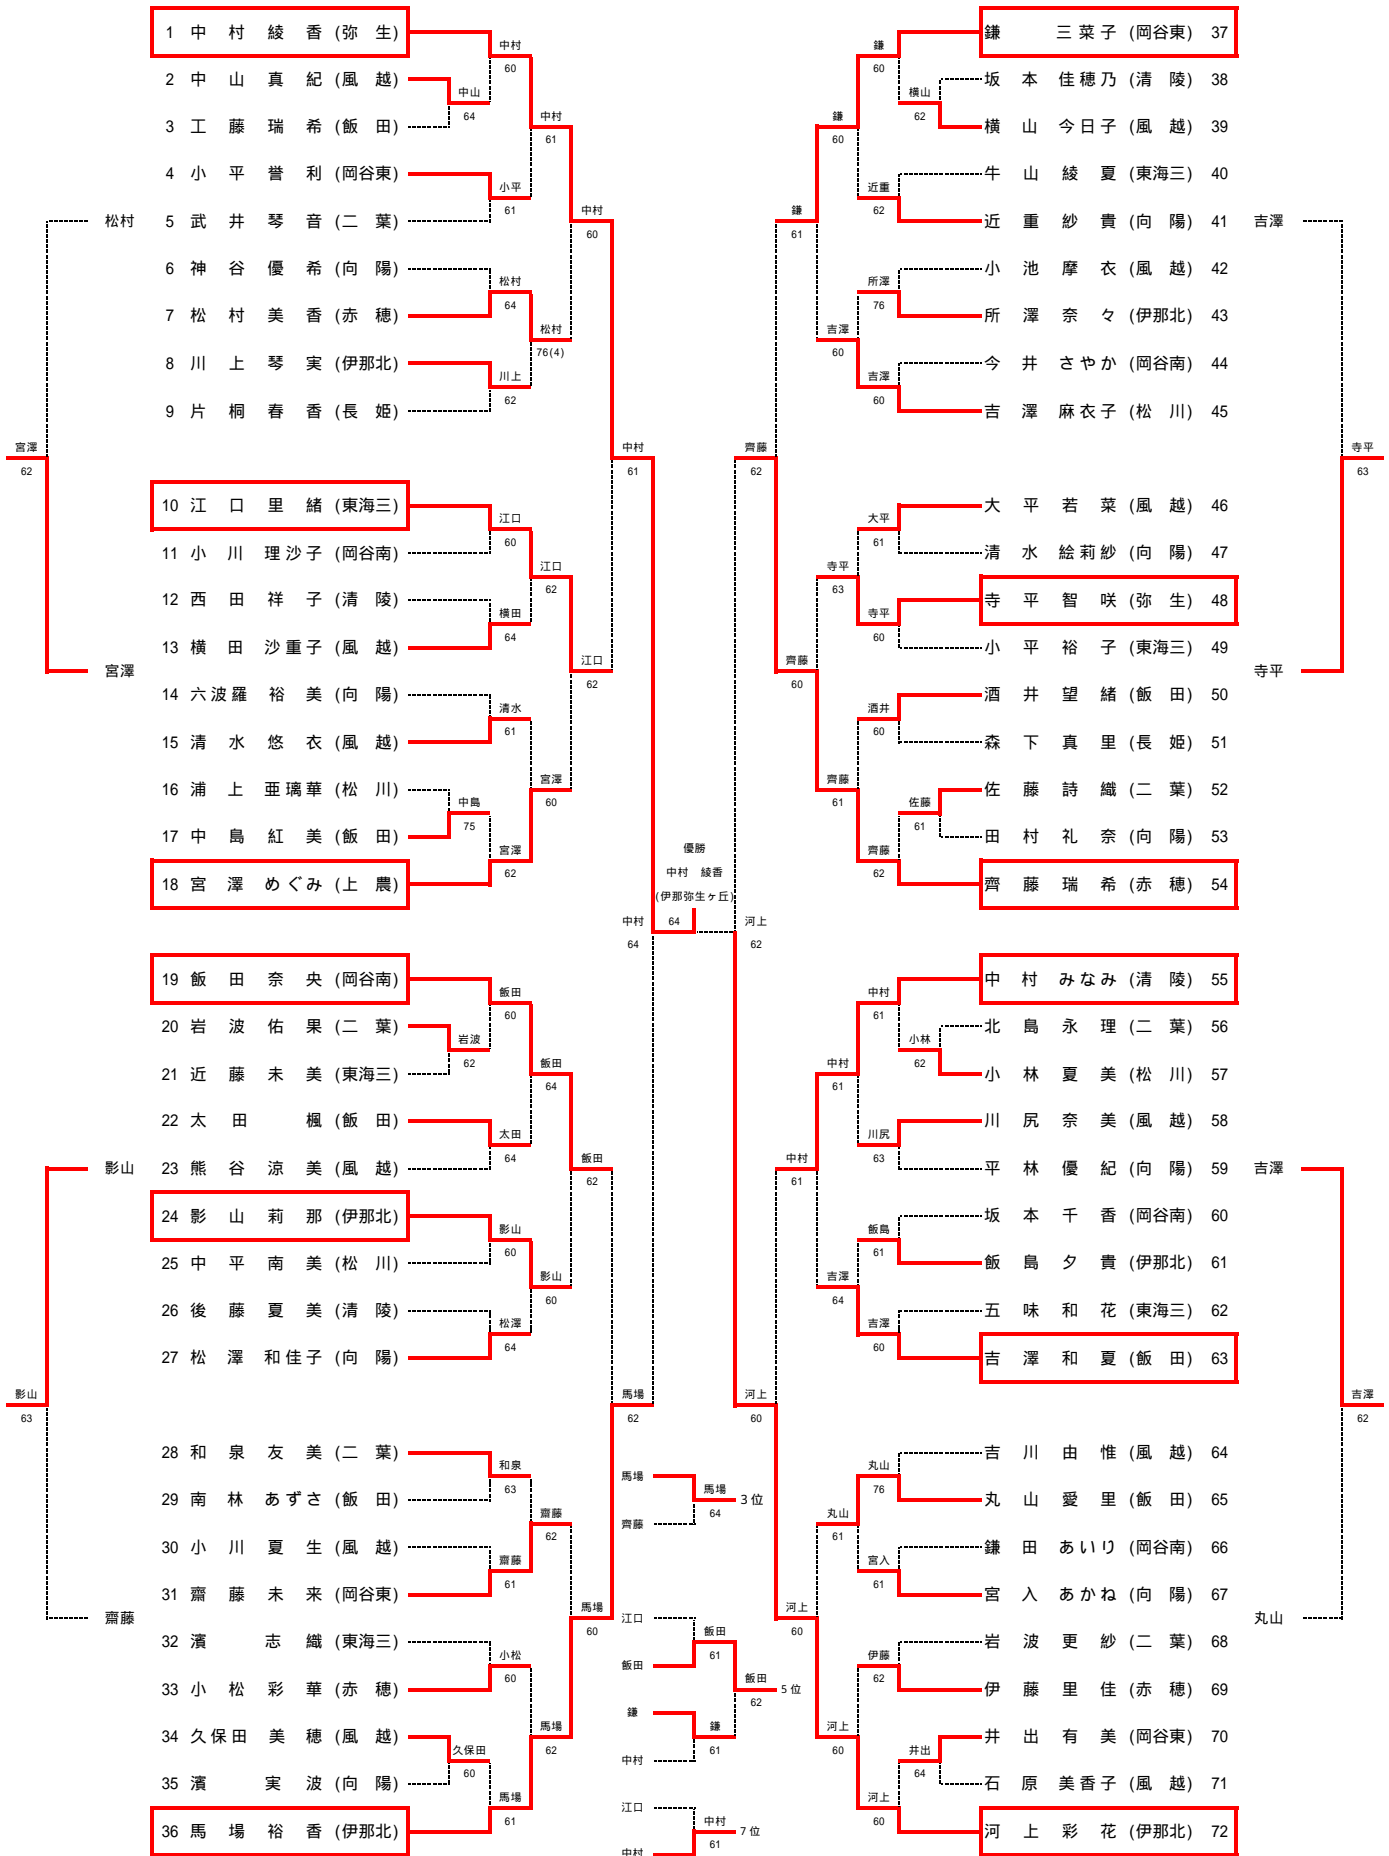 1 中村綾香 (弥生)
2 中山真紀 (風越)
3 工藤瑞希 (飯田)
4 小平誉利 (岡谷東)
5 武井琴音 (二葉)
6 神谷優希 (向陽)
7 松村美香 (赤穂)
8 川上琴実 (伊那北)
9 片桐春香 (長姫)
10 江口里緒 (東海三)
11 小川理沙子 (岡谷南)
12 西田祥子 (清陵)
13 横田沙重子 (風越)
14 六波羅裕美 (向陽)
15 清水悠衣 (風越)
16 浦上亜璃華 (松川)
17 中島紅美 (飯田)
18 宮澤めぐみ (上農)
19 飯田奈央 (岡谷南)
20 岩波佑果 (二葉)
21 近藤未美 (東海三)
22 太田楓 (飯田)
23 熊谷涼美 (風越)
24 影山莉那 (伊那北)
25 中平南美 (松川)
26 後藤夏美 (清陵)
27 松澤和佳子 (向陽)
28 和泉友美 (二葉)
29 南林あずさ (飯田)
30 小川夏生 (風越)
31 齋藤未来 (岡谷東)
32 濱志織 (東海三)
33 小松彩華 (赤穂)
34 久保田美穂 (風越)
35 濱実波 (向陽)
36 馬場裕香 (伊那北)
松村
宮澤
62
宮澤
影山
影山
63
齋藤
中山
64
中村
60
小平
61
松村
64
川上
62
中村
61
松村
76(4)
中村
60
江口
60
横田
64
清水
61
中島
75
宮澤
62
江口
62
宮澤
60
江口
62
中村
61
岩波
62
飯田
60
太田
64
影山
60
松澤
64
飯田
64
影山
60
飯田
62
和泉
63
齋藤
61
小松
60
久保田
60
馬場
61
齋藤
62
馬場
62
馬場
60
馬場
62
中村
64
優勝
中村 綾香
(伊那弥生ヶ丘)
64
河上
62
馬場
齊藤
馬場
64
3位
江口
飯田
飯田
61
鎌
中村
鎌
61
飯田
62
5位
江口
中村
中村
61
7位
齊藤
62
鎌
61
鎌
60
鎌
60
横山
62
近重
62
吉澤
60
所澤
76
吉澤
60
齊藤
60
寺平
63
大平
61
寺平
60
齊藤
61
酒井
60
佐藤
61
齊藤
62
河上
60
中村
61
中村
61
中村
61
小林
62
川尻
63
吉澤
64
飯島
61
吉澤
60
河上
60
丸山
61
丸山
76
宮入
61
河上
60
伊藤
62
井出
64
河上
60
鎌三菜子 (岡谷東) 37
坂本佳穂乃 (清陵) 38
横山今日子 (風越) 39
牛山綾夏 (東海三) 40
近重紗貴 (向陽) 41
小池摩衣 (風越) 42
所澤奈々 (伊那北) 43
今井さやか (岡谷南) 44
吉澤麻衣子 (松川) 45
大平若菜 (風越) 46
清水絵莉紗 (向陽) 47
寺平智咲 (弥生) 48
小平裕子 (東海三) 49
酒井望緒 (飯田) 50
森下真里 (長姫) 51
佐藤詩織 (二葉) 52
田村礼奈 (向陽) 53
齊藤瑞希 (赤穂) 54
中村みなみ (清陵) 55
北島永理 (二葉) 56
小林夏美 (松川) 57
川尻奈美 (風越) 58
平林優紀 (向陽) 59
坂本千香 (岡谷南) 60
飯島夕貴 (伊那北) 61
五味和花 (東海三) 62
吉澤和夏 (飯田) 63
吉川由惟 (風越) 64
丸山愛里 (飯田) 65
鎌田あいり (岡谷南) 66
宮入あかね (向陽) 67
岩波更紗 (二葉) 68
伊藤里佳 (赤穂) 69
井出有美 (岡谷東) 70
石原美香子 (風越) 71
河上彩花 (伊那北) 72
吉澤
寺平
63
寺平
吉澤
吉澤
62
丸山